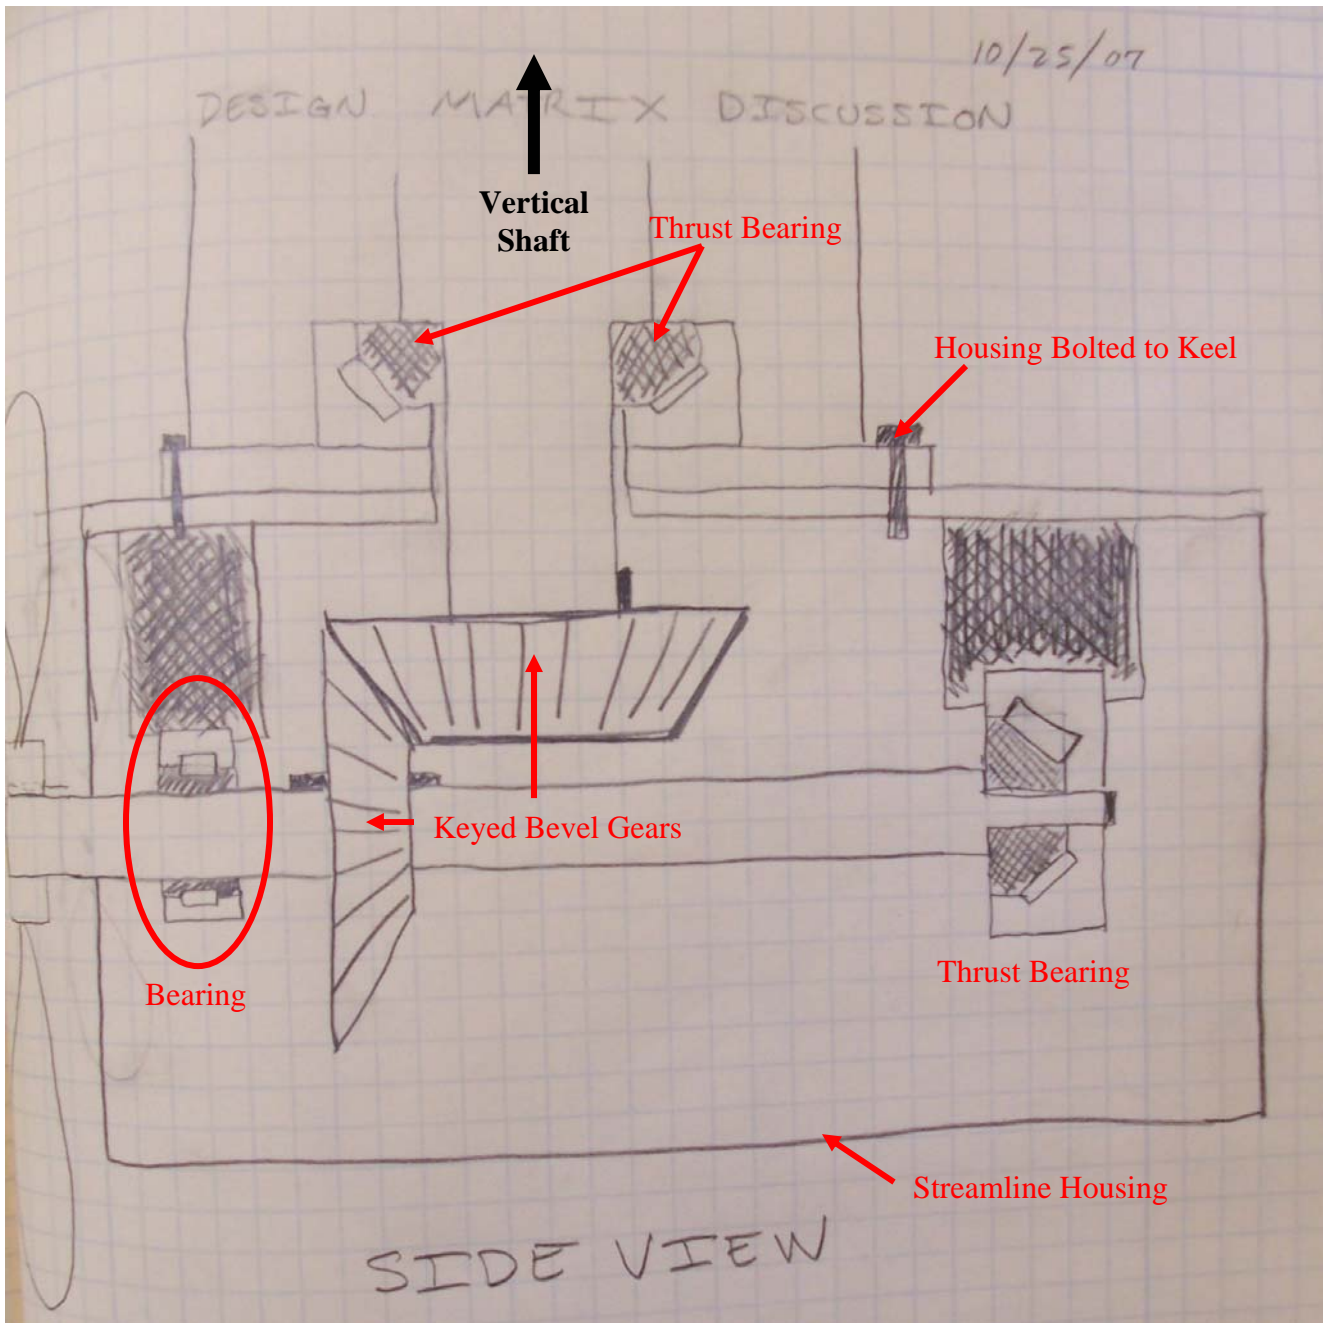 10/25/07
DESIGN MATRIX DISCUSSION
Vertical
Shaft
Thrust Bearing
Housing Bolted to Keel
Keyed Bevel Gears
Bearing
Thrust Bearing
Streamline Housing
SIDE VIEW